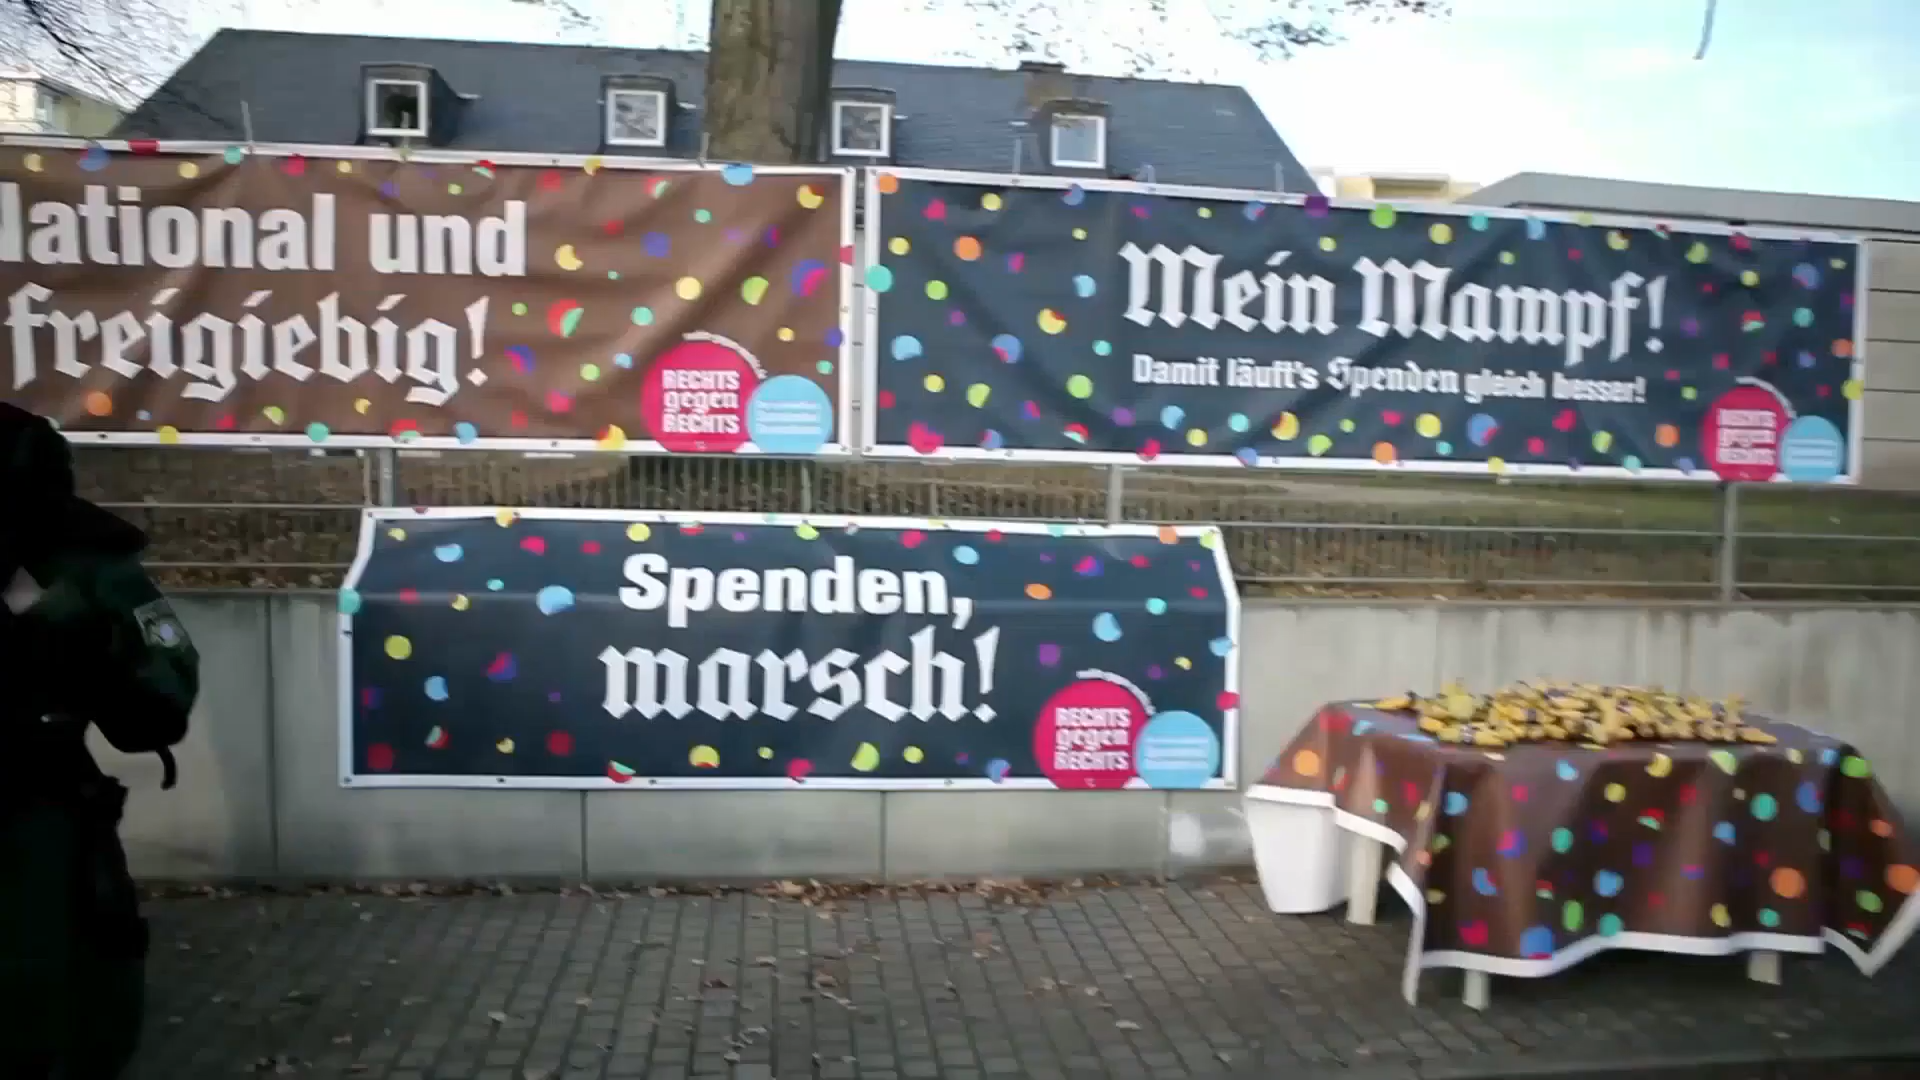 National und
freigiebig!
RECHTS
gegen
RECHTS
Mein Mampf!
Damit läuft's Spenden gleich besser!
RECHTS
gegen
RECHTS
Spenden,
marsch!
RECHTS
gegen
RECHTS